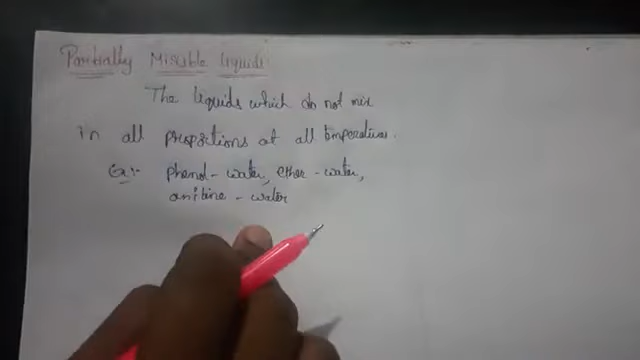 Partially Miscible liquids
The liquids which do not mix
in all proportions at all temperatures.
Ex:- phenol - water, ether - water,
aniline - water